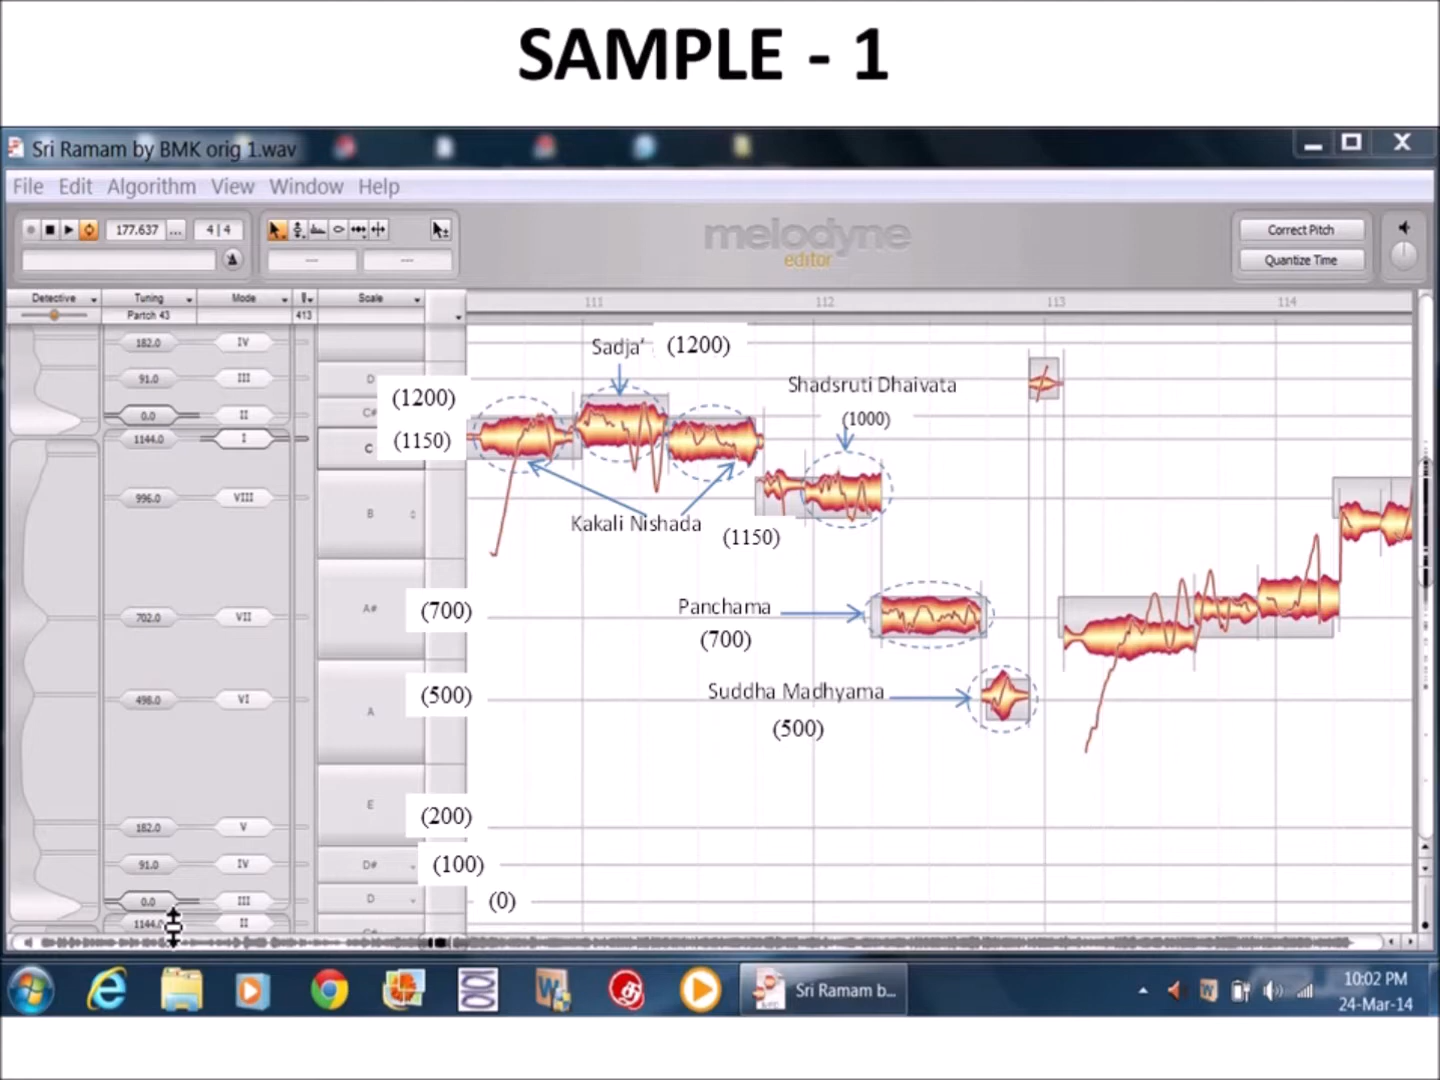 SAMPLE - 1
Sri Ramam by BMK orig 1.wav
File Edit Algorithm View Window Help
177.637 ... 4|4
melodyne
editor
Correct Pitch
Quantize Time
Detective Tuning Mode Scale
Partch 43 413
111 112 113 114
182.0 IV
91.0 III D
0.0 II C#
1144.0 I C
996.0 VIII B
702.0 VII A#
498.0 VI A
182.0 V E
91.0 IV D#
0.0 III D
1144.0 II
(1200)
(1150)
(700)
(500)
(200)
(100)
(0)
Sadja' (1200)
Shadsruti Dhaivata
(1000)
Kakali Nishada
(1150)
Panchama
(700)
Suddha Madhyama
(500)
Sri Ramam b...
10:02 PM
24-Mar-14